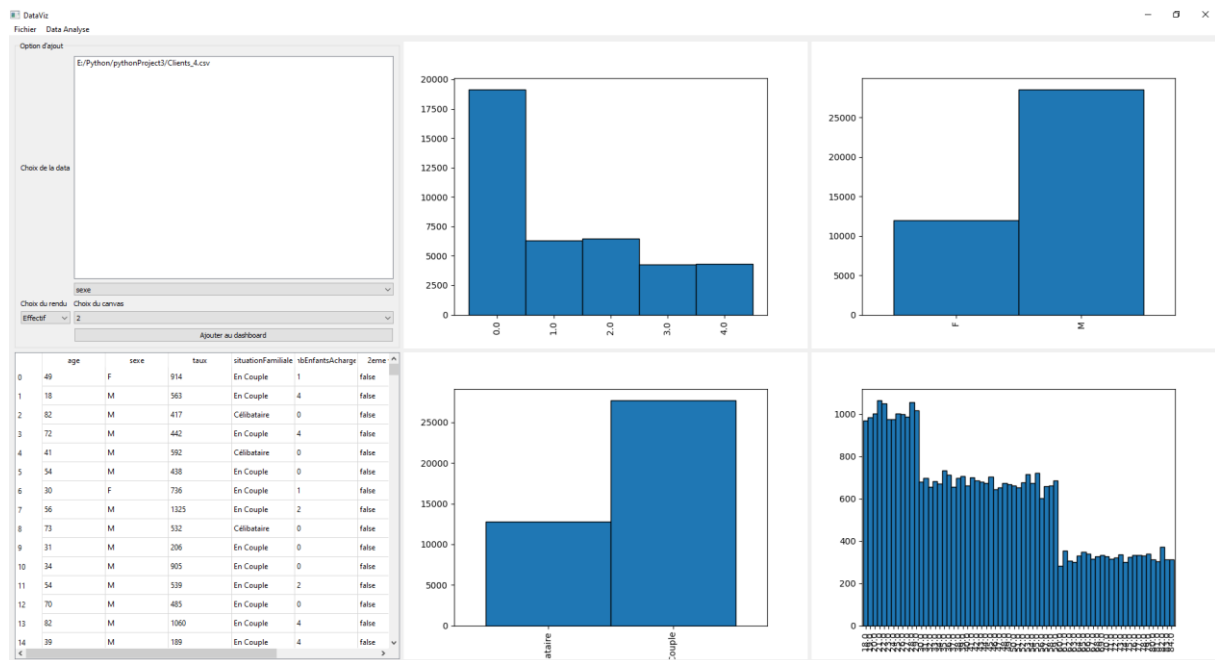 DataViz
Fichier Data Analyse
Option d'ajout
E:/Python/pythonProject3/Clients_4.csv
Choix de la data
sexe
Choix du rendu Choix du canvas
Effectif 2
Ajouter au dashboard
age sexe taux situationFamiliale nbEnfantsAcharge 2eme
0 49 F 914 En Couple 1 false
1 18 M 563 En Couple 4 false
2 82 M 417 Célibataire 0 false
3 72 M 442 En Couple 4 false
4 41 M 592 Célibataire 0 false
5 54 M 438 En Couple 0 false
6 30 F 736 En Couple 1 false
7 56 M 1325 En Couple 2 false
8 73 M 532 Célibataire 0 false
9 31 M 206 En Couple 0 false
10 34 M 905 En Couple 0 false
11 54 M 539 En Couple 2 false
12 70 M 485 En Couple 0 false
13 82 M 1060 En Couple 4 false
14 39 M 189 En Couple 4 false
20000
17500
15000
12500
10000
7500
5000
2500
0
0.0 1.0 2.0 3.0 4.0
25000
20000
15000
10000
5000
0
F M
25000
20000
15000
10000
5000
0
ataire Couple
1000
800
600
400
200
0